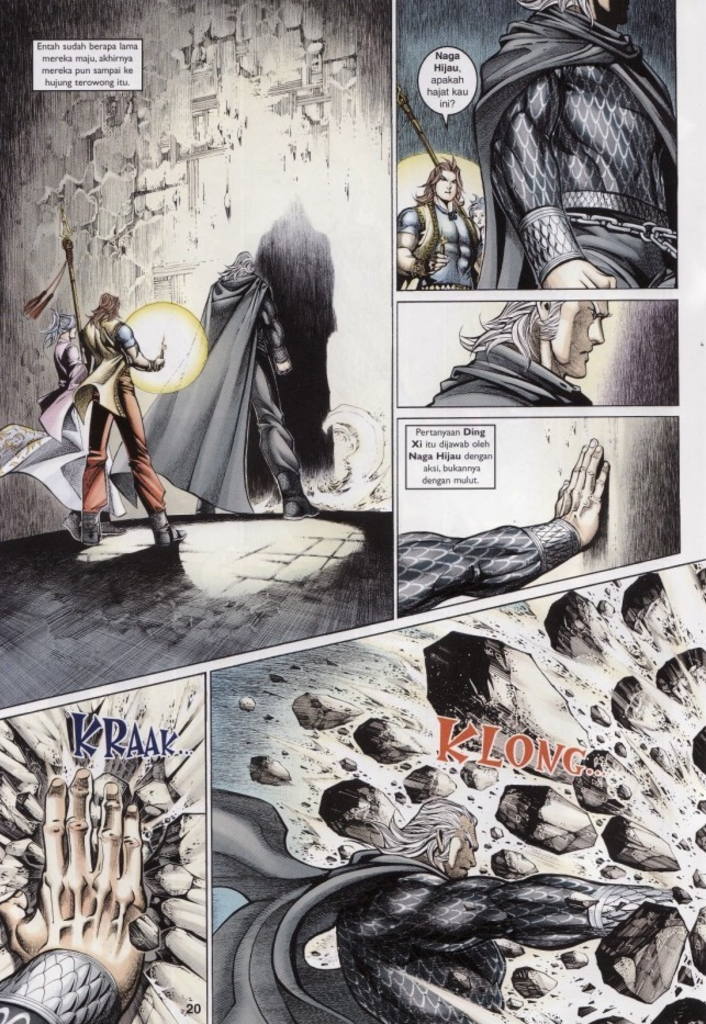 Entah sudah berapa lama
mereka maju, akhirnya
mereka pun sampai ke
hujung terowong itu.
Naga
Hijau,
apakah
hajat kau
ini?
Pertanyaan Ding
Xi itu dijawab oleh
Naga Hijau dengan
aksi, bukannya
dengan mulut.
KRAAK...
KLONG...
20